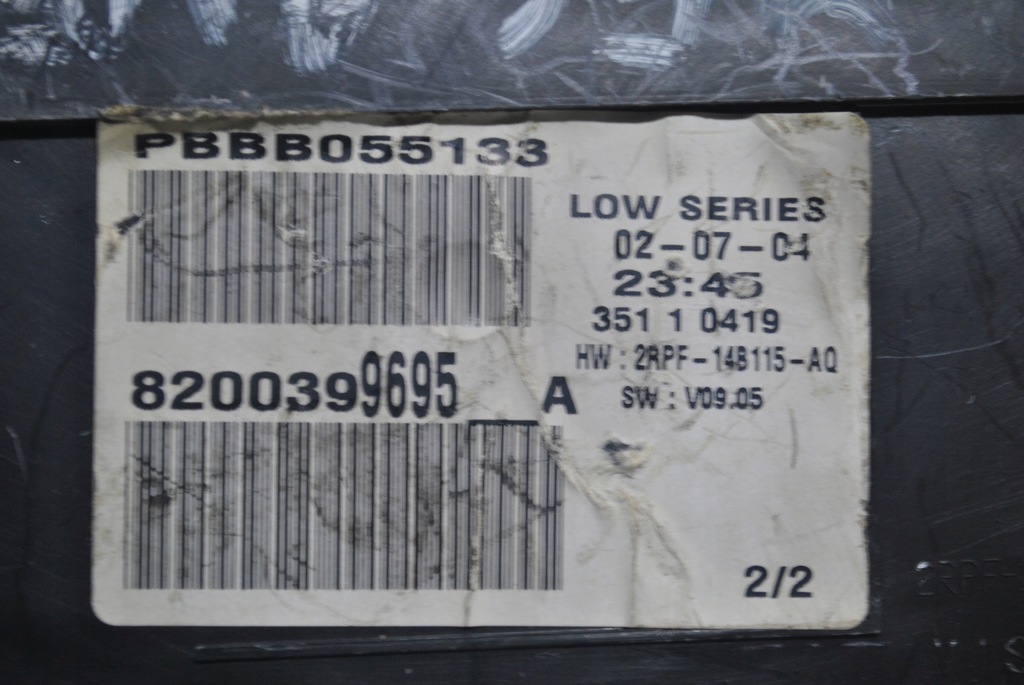 PBBB055133
LOW SERIES
02-07-04
23:45
351 1 0419
HW : 2RPF-14B115-AQ
SW : V09.05
8200399695 A
2/2
2RPF-